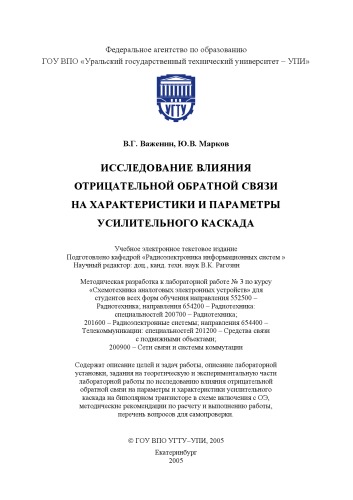 Федеральное агентство по образованию
ГОУ ВПО «Уральский государственный технический университет – УПИ»
УГТУ
В.Г. Важенин, Ю.В. Марков
ИССЛЕДОВАНИЕ ВЛИЯНИЯ
ОТРИЦАТЕЛЬНОЙ ОБРАТНОЙ СВЯЗИ
НА ХАРАКТЕРИСТИКИ И ПАРАМЕТРЫ
УСИЛИТЕЛЬНОГО КАСКАДА
Учебное электронное текстовое издание
Подготовлено кафедрой «Радиоэлектроника информационных систем »
Научный редактор: доц., канд. техн. наук В.К. Рагозин
Методическая разработка к лабораторной работе № 3 по курсу
«Схемотехника аналоговых электронных устройств» для
студентов всех форм обучения направления 552500 –
Радиотехника; направления 654200 – Радиотехника:
специальностей 200700 – Радиотехника;
201600 – Радиоэлектронные системы, направления 654400 –
Телекоммуникации: специальностей 201200 – Средства связи
с подвижными объектами;
200900 – Сети связи и системы коммутации
Содержат описание целей и задач работы, описание лабораторной
установки, задания на теоретическую и экспериментальную части
лабораторной работы по исследованию влияния отрицательной
обратной связи на параметры и характеристики усилительного
каскада на биполярном транзисторе в схеме включения с ОЭ,
методические рекомендации по расчету и выполнению работы,
перечень вопросов для самопроверки.
© ГОУ ВПО УГТУ–УПИ, 2005
Екатеринбург
2005